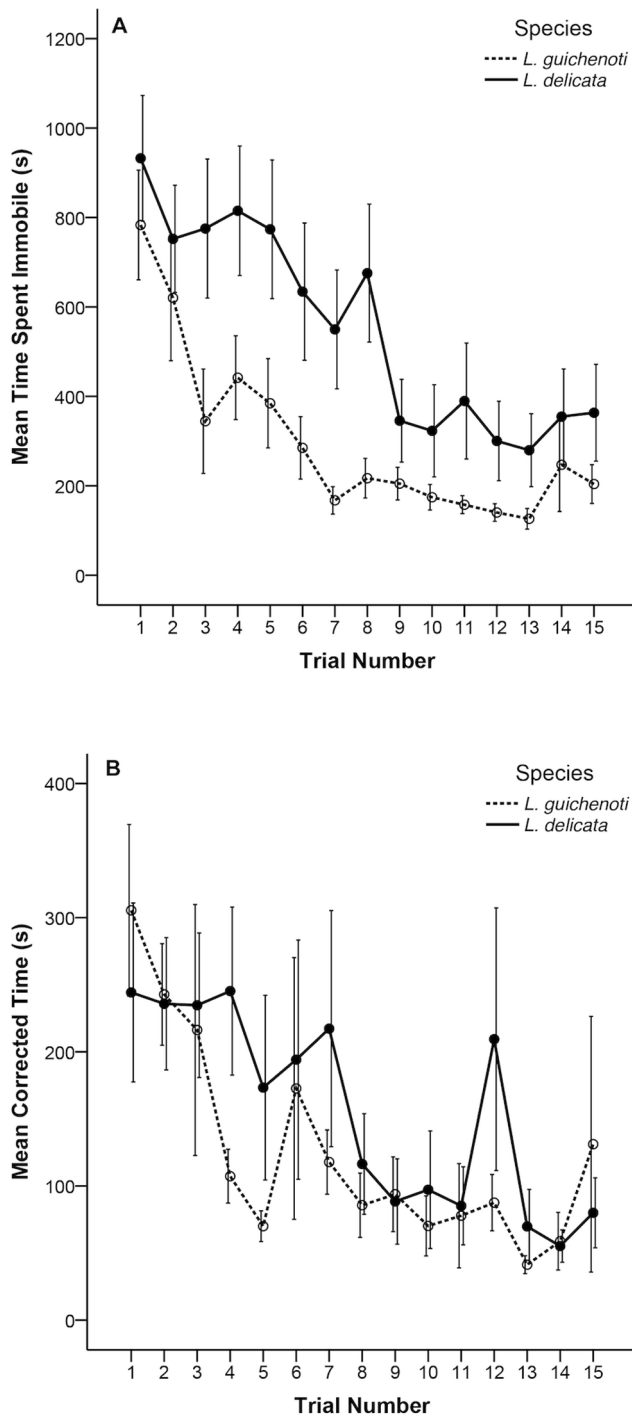 A
Species
L. guichenoti
L. delicata
1200
1000
800
600
400
200
0
Mean Time Spent Immobile (s)
1 2 3 4 5 6 7 8 9 10 11 12 13 14 15
Trial Number
B
Species
L. guichenoti
L. delicata
400
300
200
100
0
Mean Corrected Time (s)
1 2 3 4 5 6 7 8 9 10 11 12 13 14 15
Trial Number